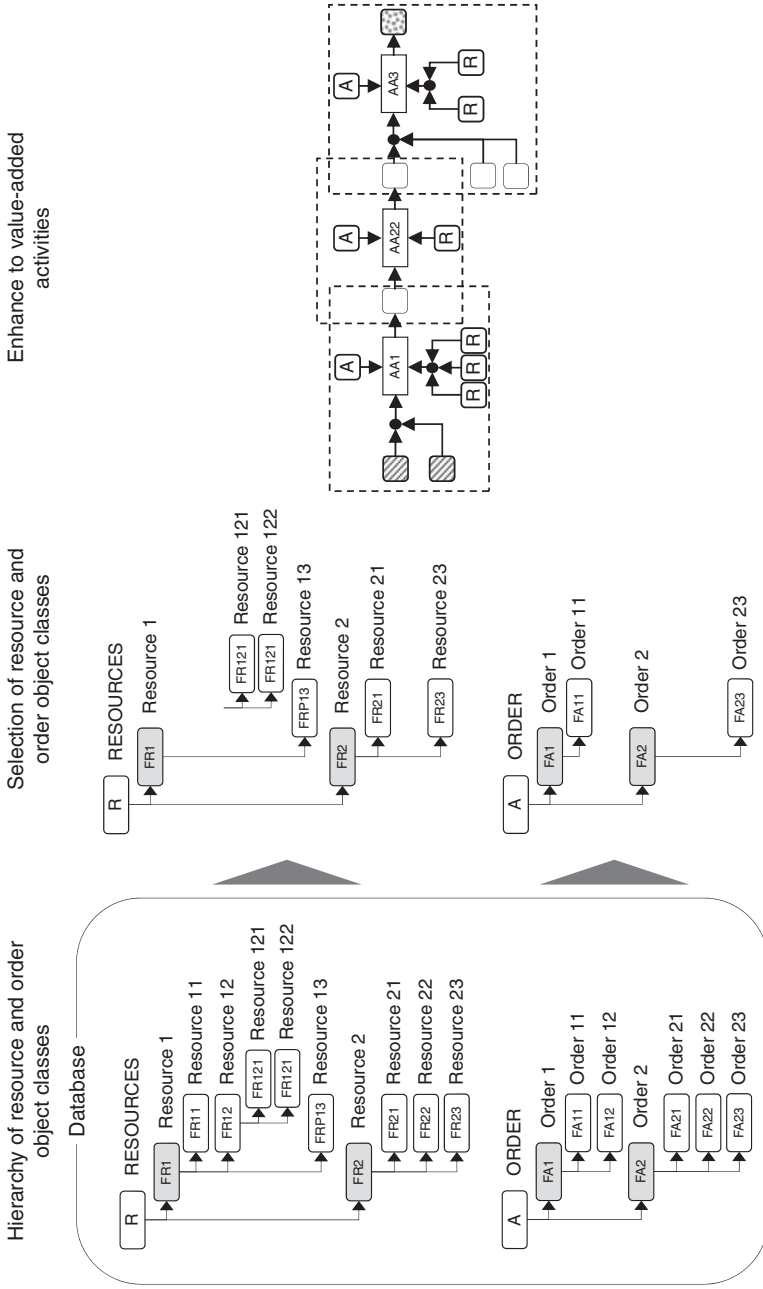 Hierarchy of resource and order
object classes
Database
R RESOURCES
FR1 Resource 1
FR11 Resource 11
FR12 Resource 12
FR121 Resource 121
FR121 Resource 122
FRP13 Resource 13
FR2 Resource 2
FR21 Resource 21
FR22 Resource 22
FR23 Resource 23
A ORDER
FA1 Order 1
FA11 Order 11
FA12 Order 12
FA2 Order 2
FA21 Order 21
FA22 Order 22
FA23 Order 23
Selection of resource and
order object classes
R RESOURCES
FR1 Resource 1
FR121 Resource 121
FR121 Resource 122
FRP13 Resource 13
FR2 Resource 2
FR21 Resource 21
FR23 Resource 23
A ORDER
FA1 Order 1
FA11 Order 11
FA2 Order 2
FA23 Order 23
Enhance to value-added
activities
A A A
AA1 AA22 AA3
R R R R R R